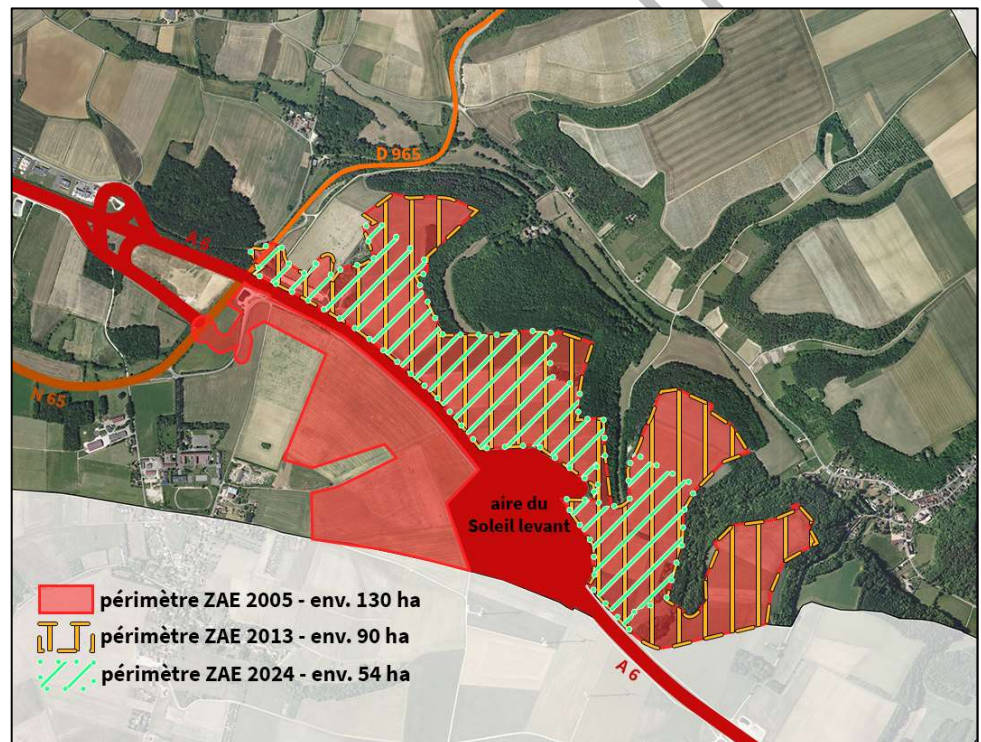 D 965
A 6
N 65
aire du
Soleil levant
périmètre ZAE 2005 - env. 130 ha
périmètre ZAE 2013 - env. 90 ha
périmètre ZAE 2024 - env. 54 ha
A 6